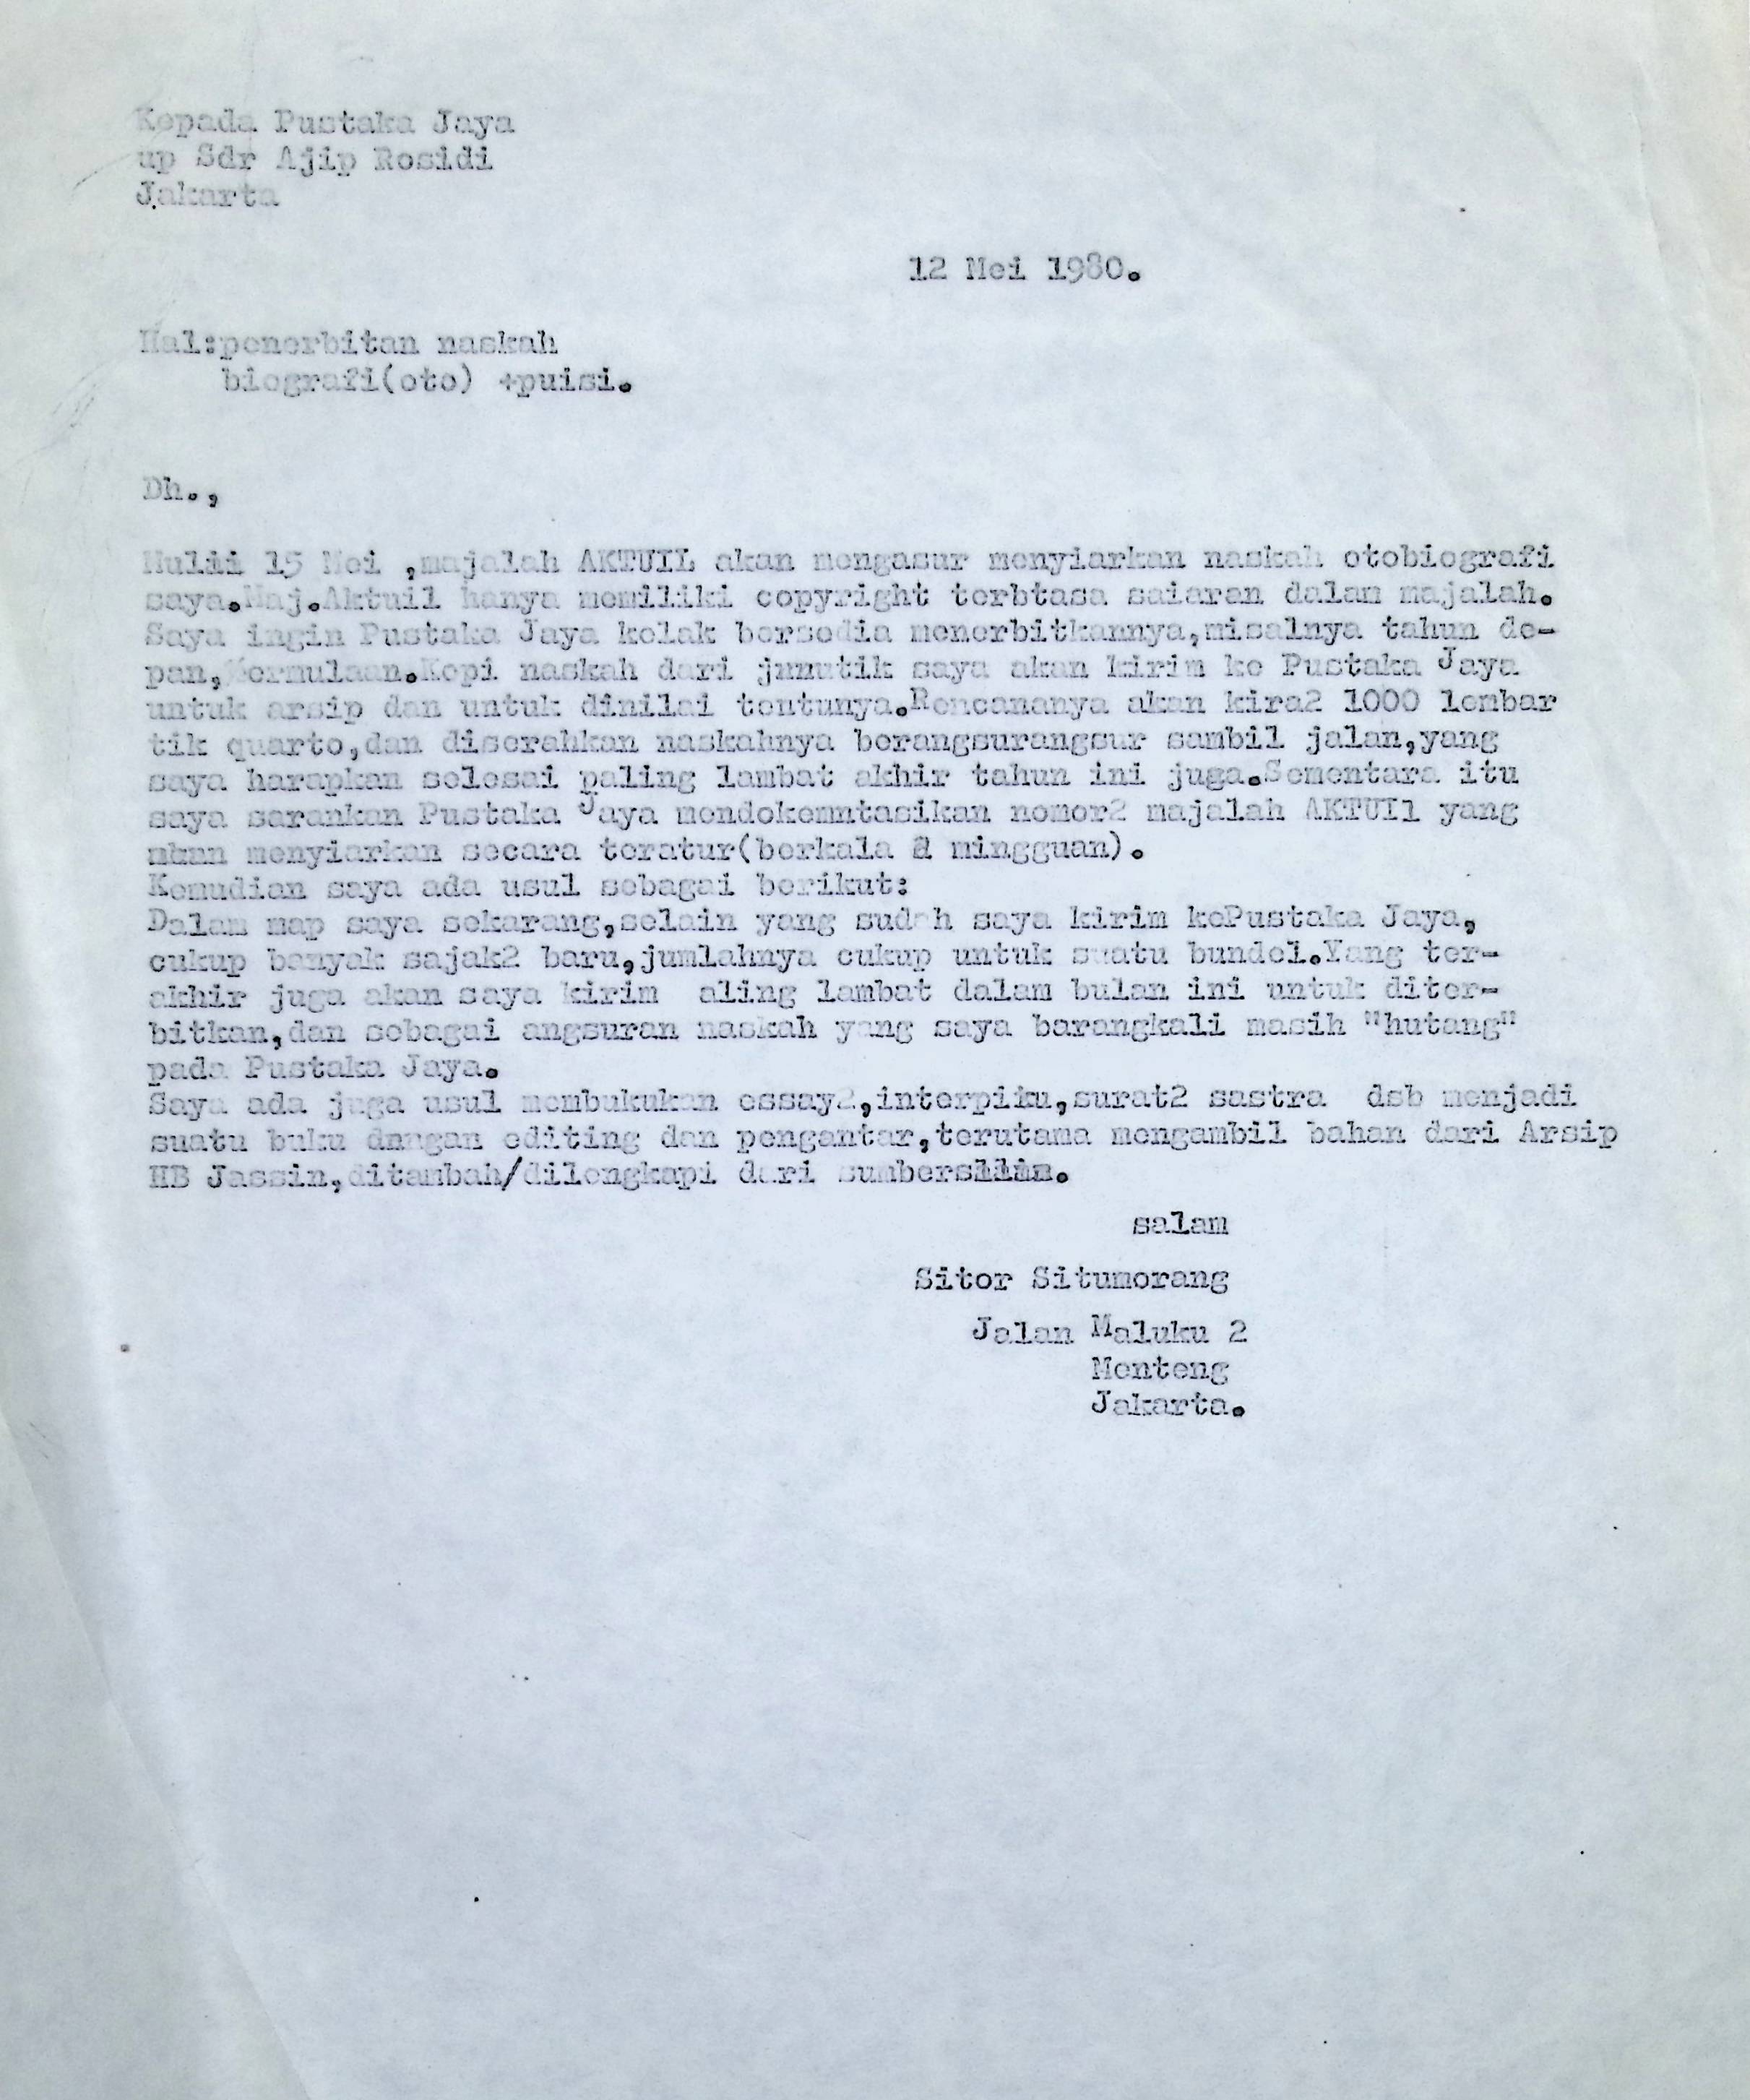 Kepada Pustaka Jaya
up Sdr Ajip Rosidi
Jakarta
12 Mei 1980.
Hal:penerbitan naskah
biografi(oto) +puisi.
Dh.,
Mulai 15 Mei ,majalah AKTUIL akan mengasur menyiarkan naskah otobiografi
saya.Maj.Aktuil hanya memiliki copyright terbtasa saiaran dalam majalah.
Saya ingin Pustaka Jaya kelak bersedia menerbitkannya,misalnya tahun de-
pan, Kopi naskah dari saya akan kirim ke Pustaka Jaya
untuk arsip dan untuk dinilai tentunya.Rencananya akan kira2 1000 lembar
tik quarto,dan diserahkan naskahnya berangsurangsur sambil jalan,yang
saya harapkan selesai paling lambat akhir tahun ini juga.Sementara itu
saya sarankan Pustaka Jaya mendokemntasikan nomor2 majalah AKTUIl yang
menyiarkan secara teratur(berkala 2 mingguan).
Kemudian saya ada usul sebagai berikut:
Dalam map saya sekarang,selain yang sudah saya kirim kePustaka Jaya,
cukup banyak sajak2 baru,jumlahnya cukup untuk suatu bundel.Yang ter-
akhir juga akan saya kirim aling lambat dalam bulan ini untuk diter-
bitkan,dan sebagai angsuran naskah yang saya barangkali masih "hutang"
pada Pustaka Jaya.
Saya ada juga usul membukukan essay2,interpiku,surat2 sastra dsb menjadi
suatu buku dengan editing dan pengantar,terutama mengambil bahan dari Arsip
HB Jassin,ditambah/dilengkapi dari
salam
Sitor Situmorang
Jalan Maluku 2
Menteng
Jakarta.